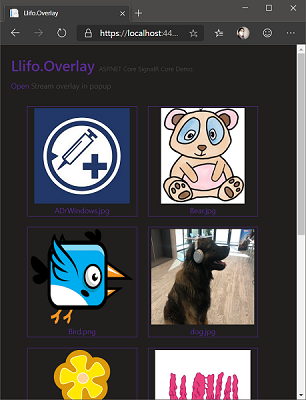 Llifo.Overlay
https://localhost:44...
Llifo.Overlay ASP.NET Core SignalR Core Demo
Open Stream overlay in popup
ADrWindows.jpg
Bear.jpg
Bird.png
dog.jpg